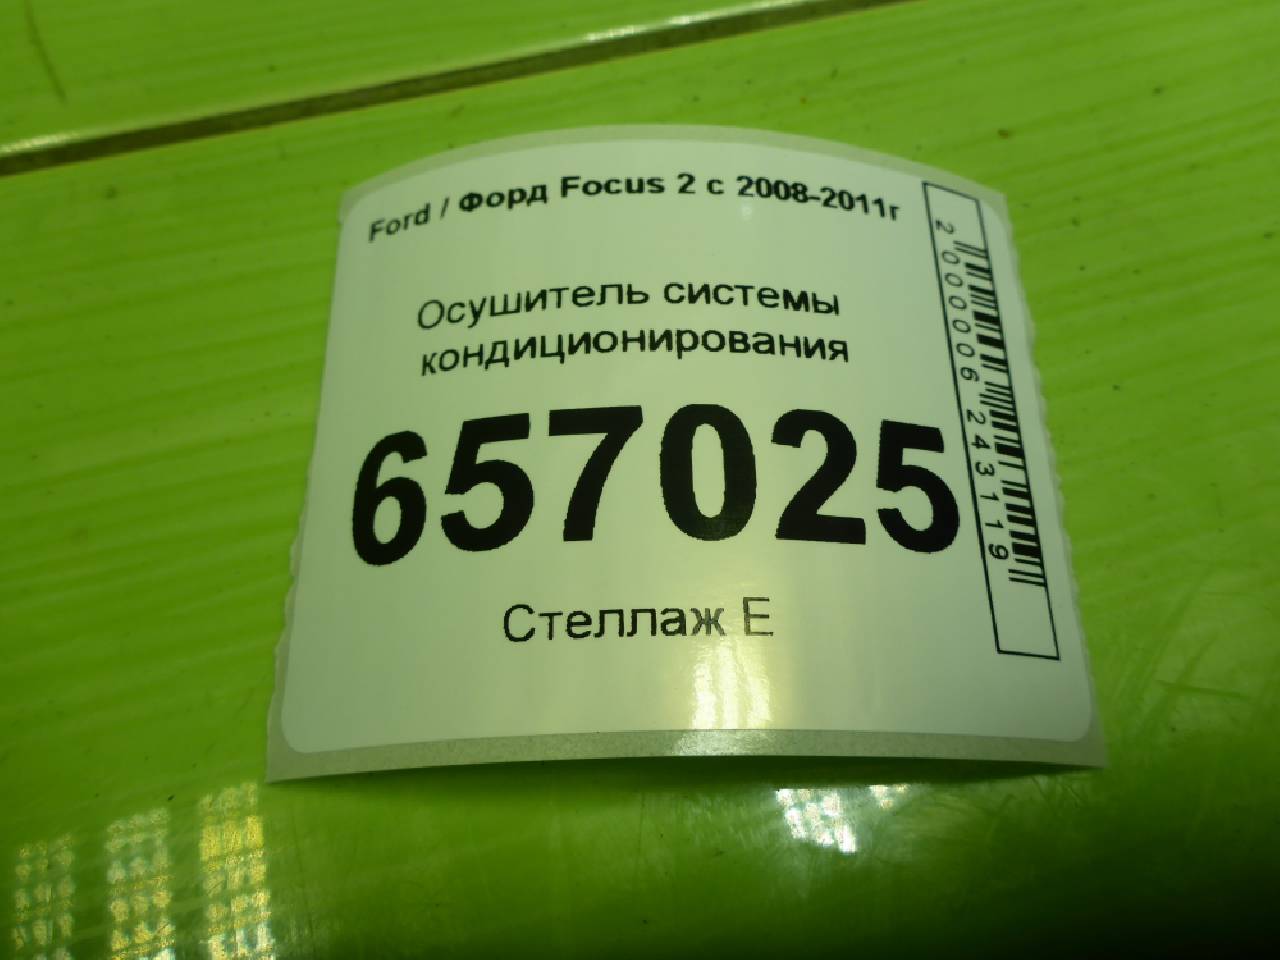 Ford / Форд Focus 2 с 2008-2011г
Осушитель системы
кондиционирования
657025
Стеллаж Е
2000006243119